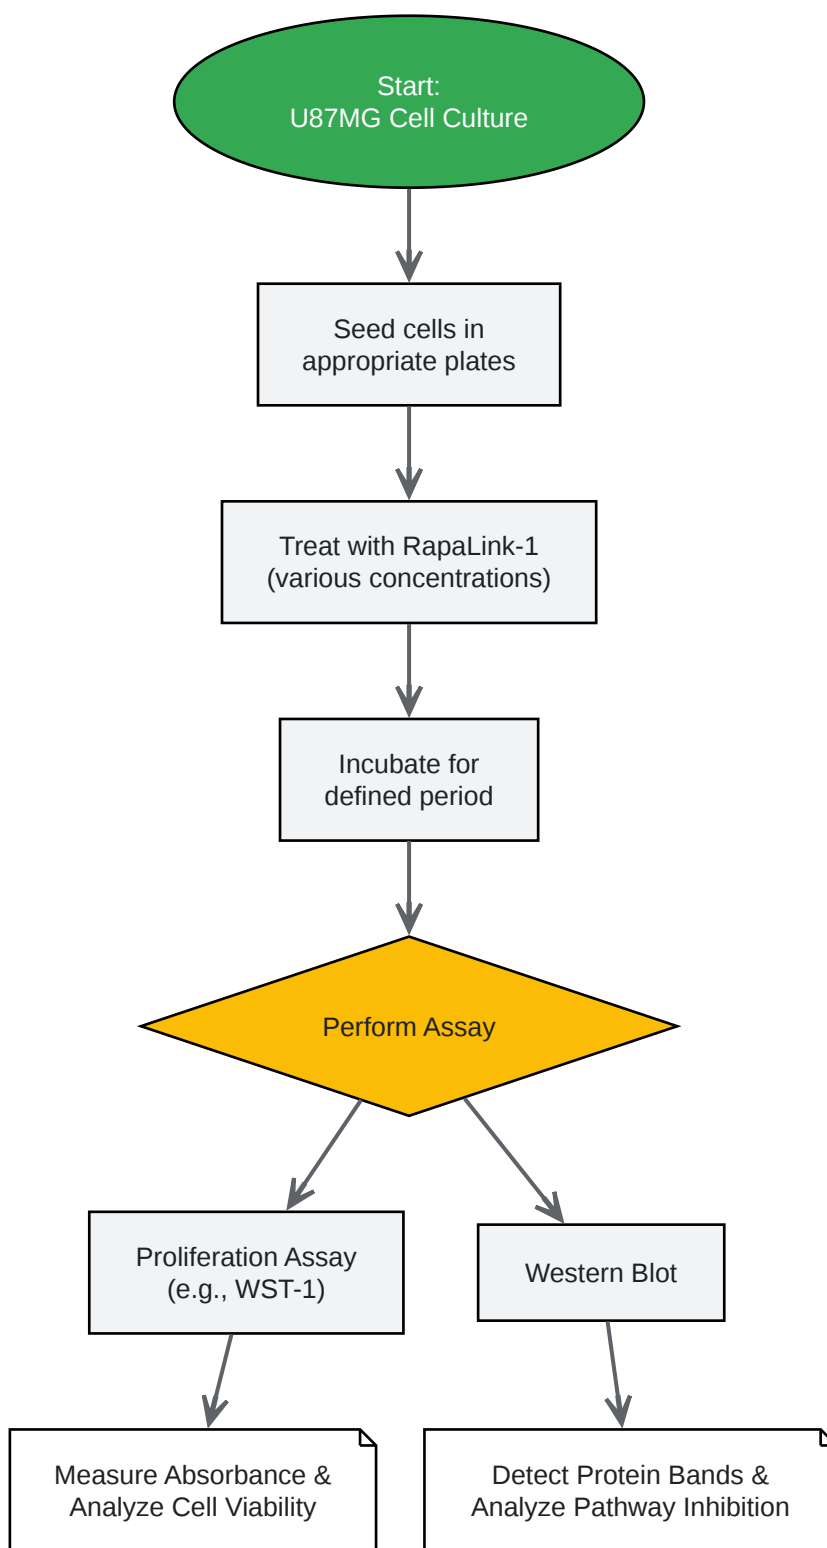 Start:
U87MG Cell Culture
Seed cells in
appropriate plates
Treat with RapaLink-1
(various concentrations)
Incubate for
defined period
Perform Assay
Proliferation Assay
(e.g., WST-1)
Western Blot
Measure Absorbance &
Analyze Cell Viability
Detect Protein Bands &
Analyze Pathway Inhibition